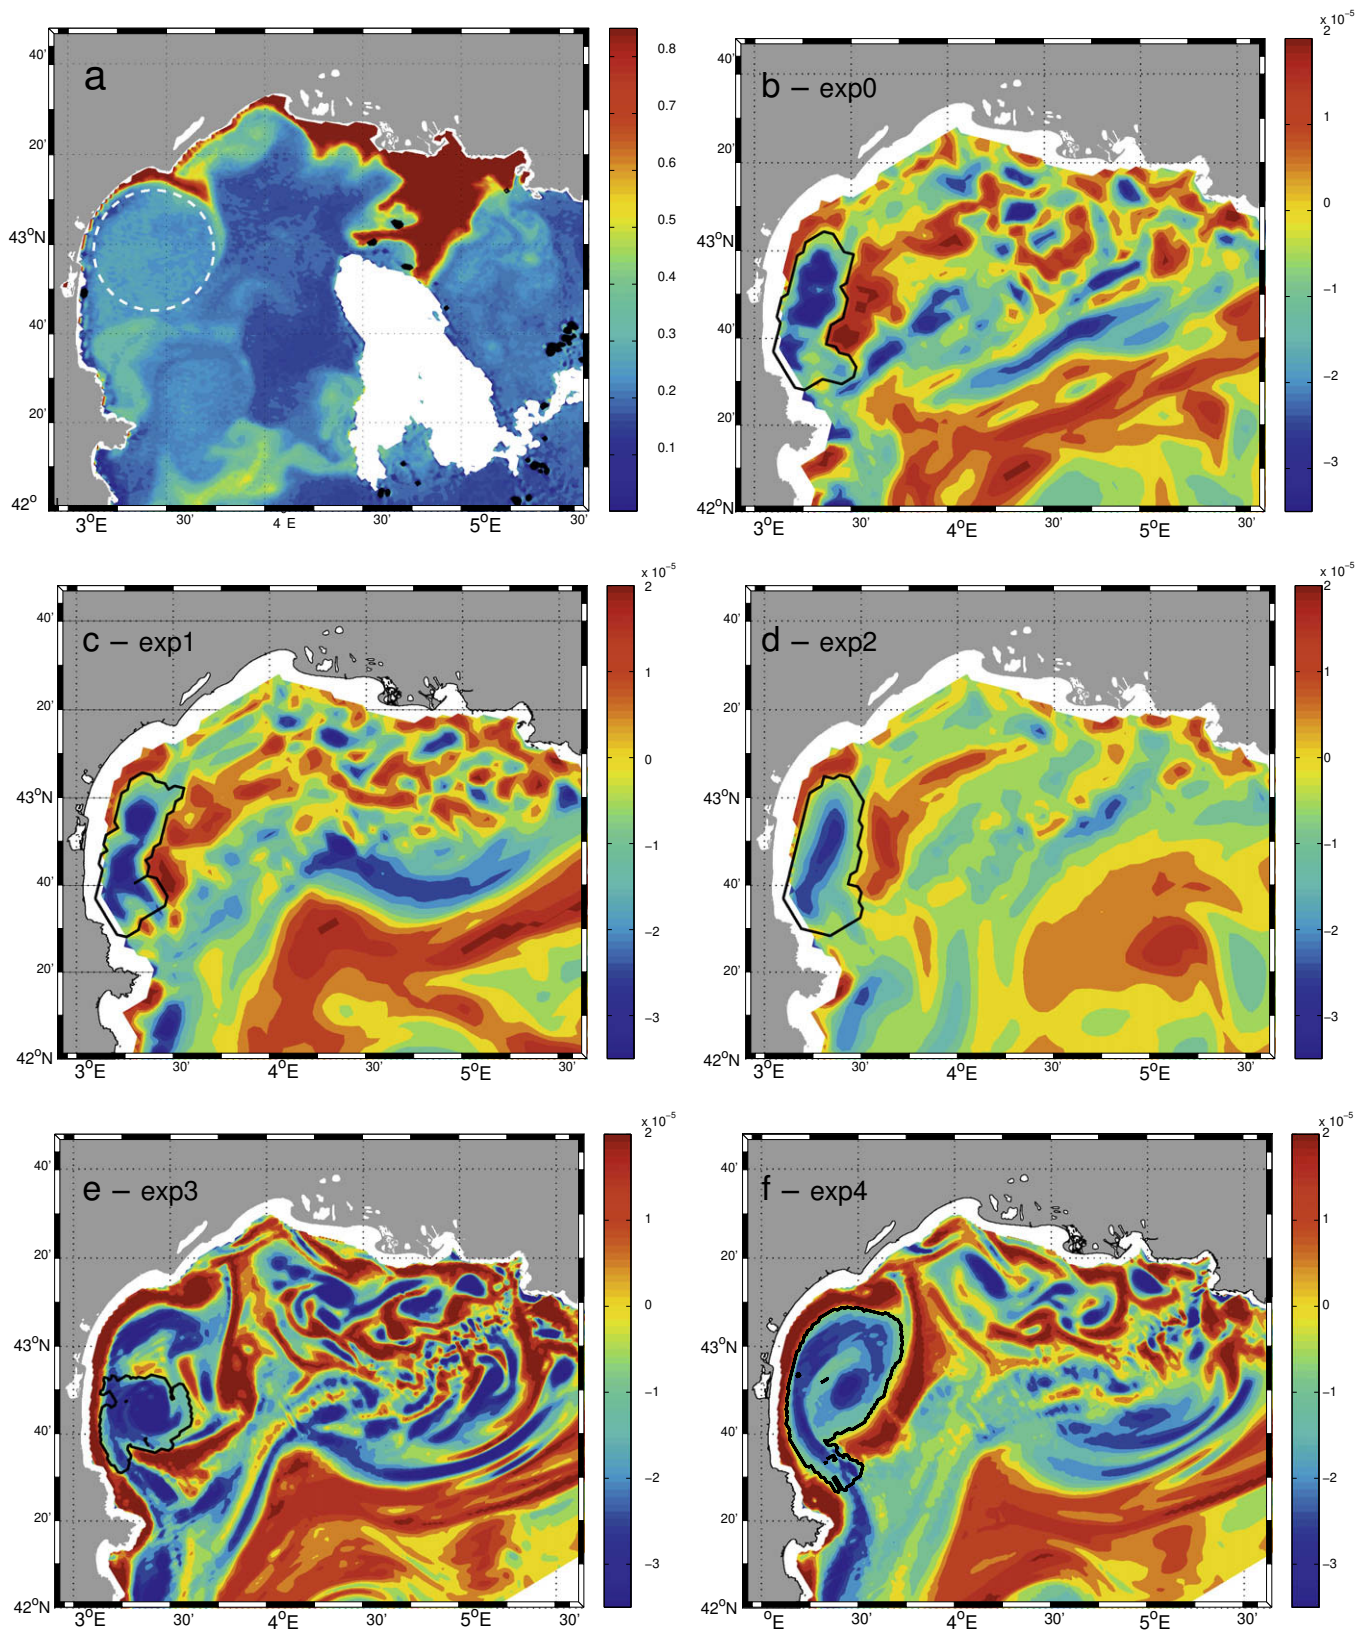 a
40'
20'
43°N
40'
20'
42°
3°E
30'
4 E
30'
5°E
30'
0.8
0.7
0.6
0.5
0.4
0.3
0.2
0.1
b – exp0
40'
20'
43°N
40'
20'
42°N
3°E
30'
4°E
30'
5°E
30'
x 10⁻⁵
2
1
0
−1
−2
−3
c – exp1
40'
20'
43°N
40'
20'
42°N
3°E
30'
4°E
30'
5°E
30'
x 10⁻⁵
2
1
0
−1
−2
−3
d – exp2
40'
20'
43°N
40'
20'
42°N
3°E
30'
4°E
30'
5°E
30'
x 10⁻⁵
2
1
0
−1
−2
−3
e – exp3
40'
20'
43°N
40'
20'
42°N
3°E
30'
4°E
30'
5°E
30'
x 10⁻⁵
2
1
0
−1
−2
−3
f – exp4
40'
20'
43°N
40'
20'
42°N
0E
30'
4°E
30'
5°E
30'
x 10⁻⁵
2
1
0
−1
−2
−3